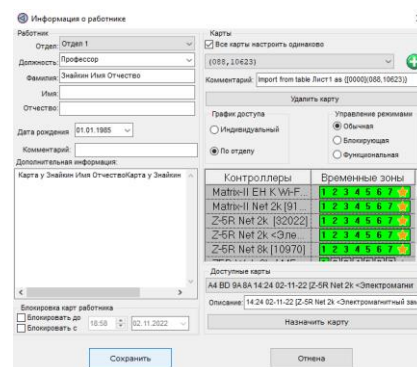 Информация о работнике
Работник
Отдел: Отдел 1
Должность: Профессор
Фамилия: Знайкин Имя Отчество
Имя:
Отчество:
Дата рождения 01.01.1985
Комментарий:
Дополнительная информация:
Карта у Знайкин Имя ОтчествоКарта у Знайкин
Блокировка карт работника
Блокировать до
Блокировать с
18:58
02.11.2022
Сохранить
Карты
Все карты настроить одинаково
(088,10623)
Комментарий: Import from table Лист1 as {[0000](088,10623)}
Удалить карту
График доступа
Индивидуальный
По отделу
Управление режимами
Обычная
Блокирующая
Функциональная
Контроллеры Временные зоны
Matrix-II EH K Wi-F... 1 2 3 4 5 6 7
Matrix-II Net 2k [91... 1 2 3 4 5 6 7
Z-5R Net 2k [32022] 1 2 3 4 5 6 7
Z-5R Net 2k <Эле... 1 2 3 4 5 6 7
Z-5R Net 8k [10970] 1 2 3 4 5 6 7
Доступные карты
A4 BD 9A 8A 14:24 02-11-22 [Z-5R Net 2k <Электромагни
Описание: 14:24 02-11-22 [Z-5R Net 2k <Электромагнитный зам
Назначить карту
Отмена